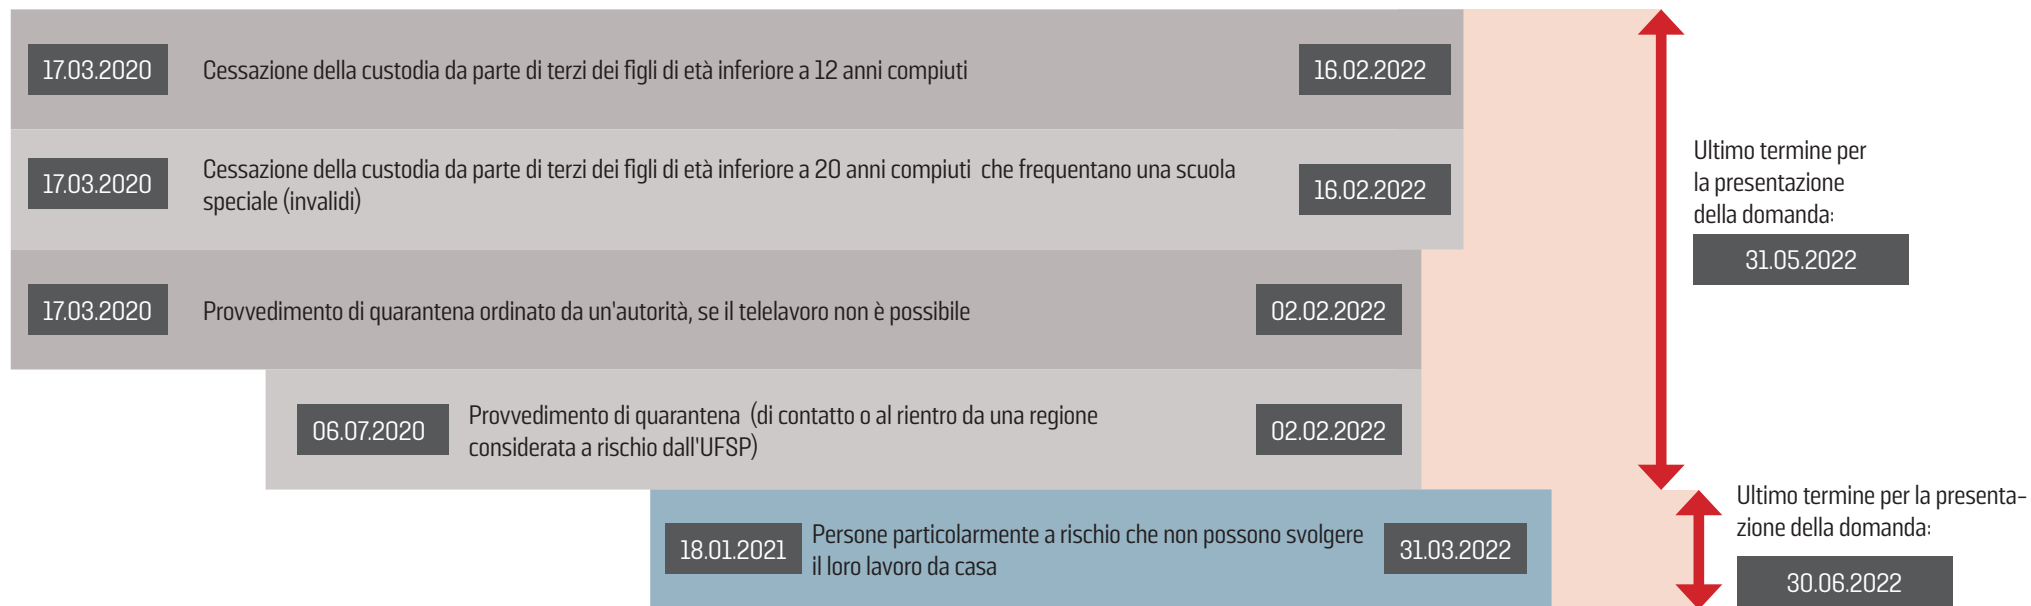 17.03.2020
Cessazione della custodia da parte di terzi dei figli di età inferiore a 12 anni compiuti
16.02.2022
17.03.2020
Cessazione della custodia da parte di terzi dei figli di età inferiore a 20 anni compiuti che frequentano una scuola
speciale (invalidi)
16.02.2022
17.03.2020
Provvedimento di quarantena ordinato da un'autorità, se il telelavoro non è possibile
02.02.2022
06.07.2020
Provvedimento di quarantena (di contatto o al rientro da una regione
considerata a rischio dall'UFSP)
02.02.2022
Ultimo termine per
la presentazione
della domanda:
31.05.2022
18.01.2021
Persone particolarmente a rischio che non possono svolgere
il loro lavoro da casa
31.03.2022
Ultimo termine per la presenta-
zione della domanda:
30.06.2022